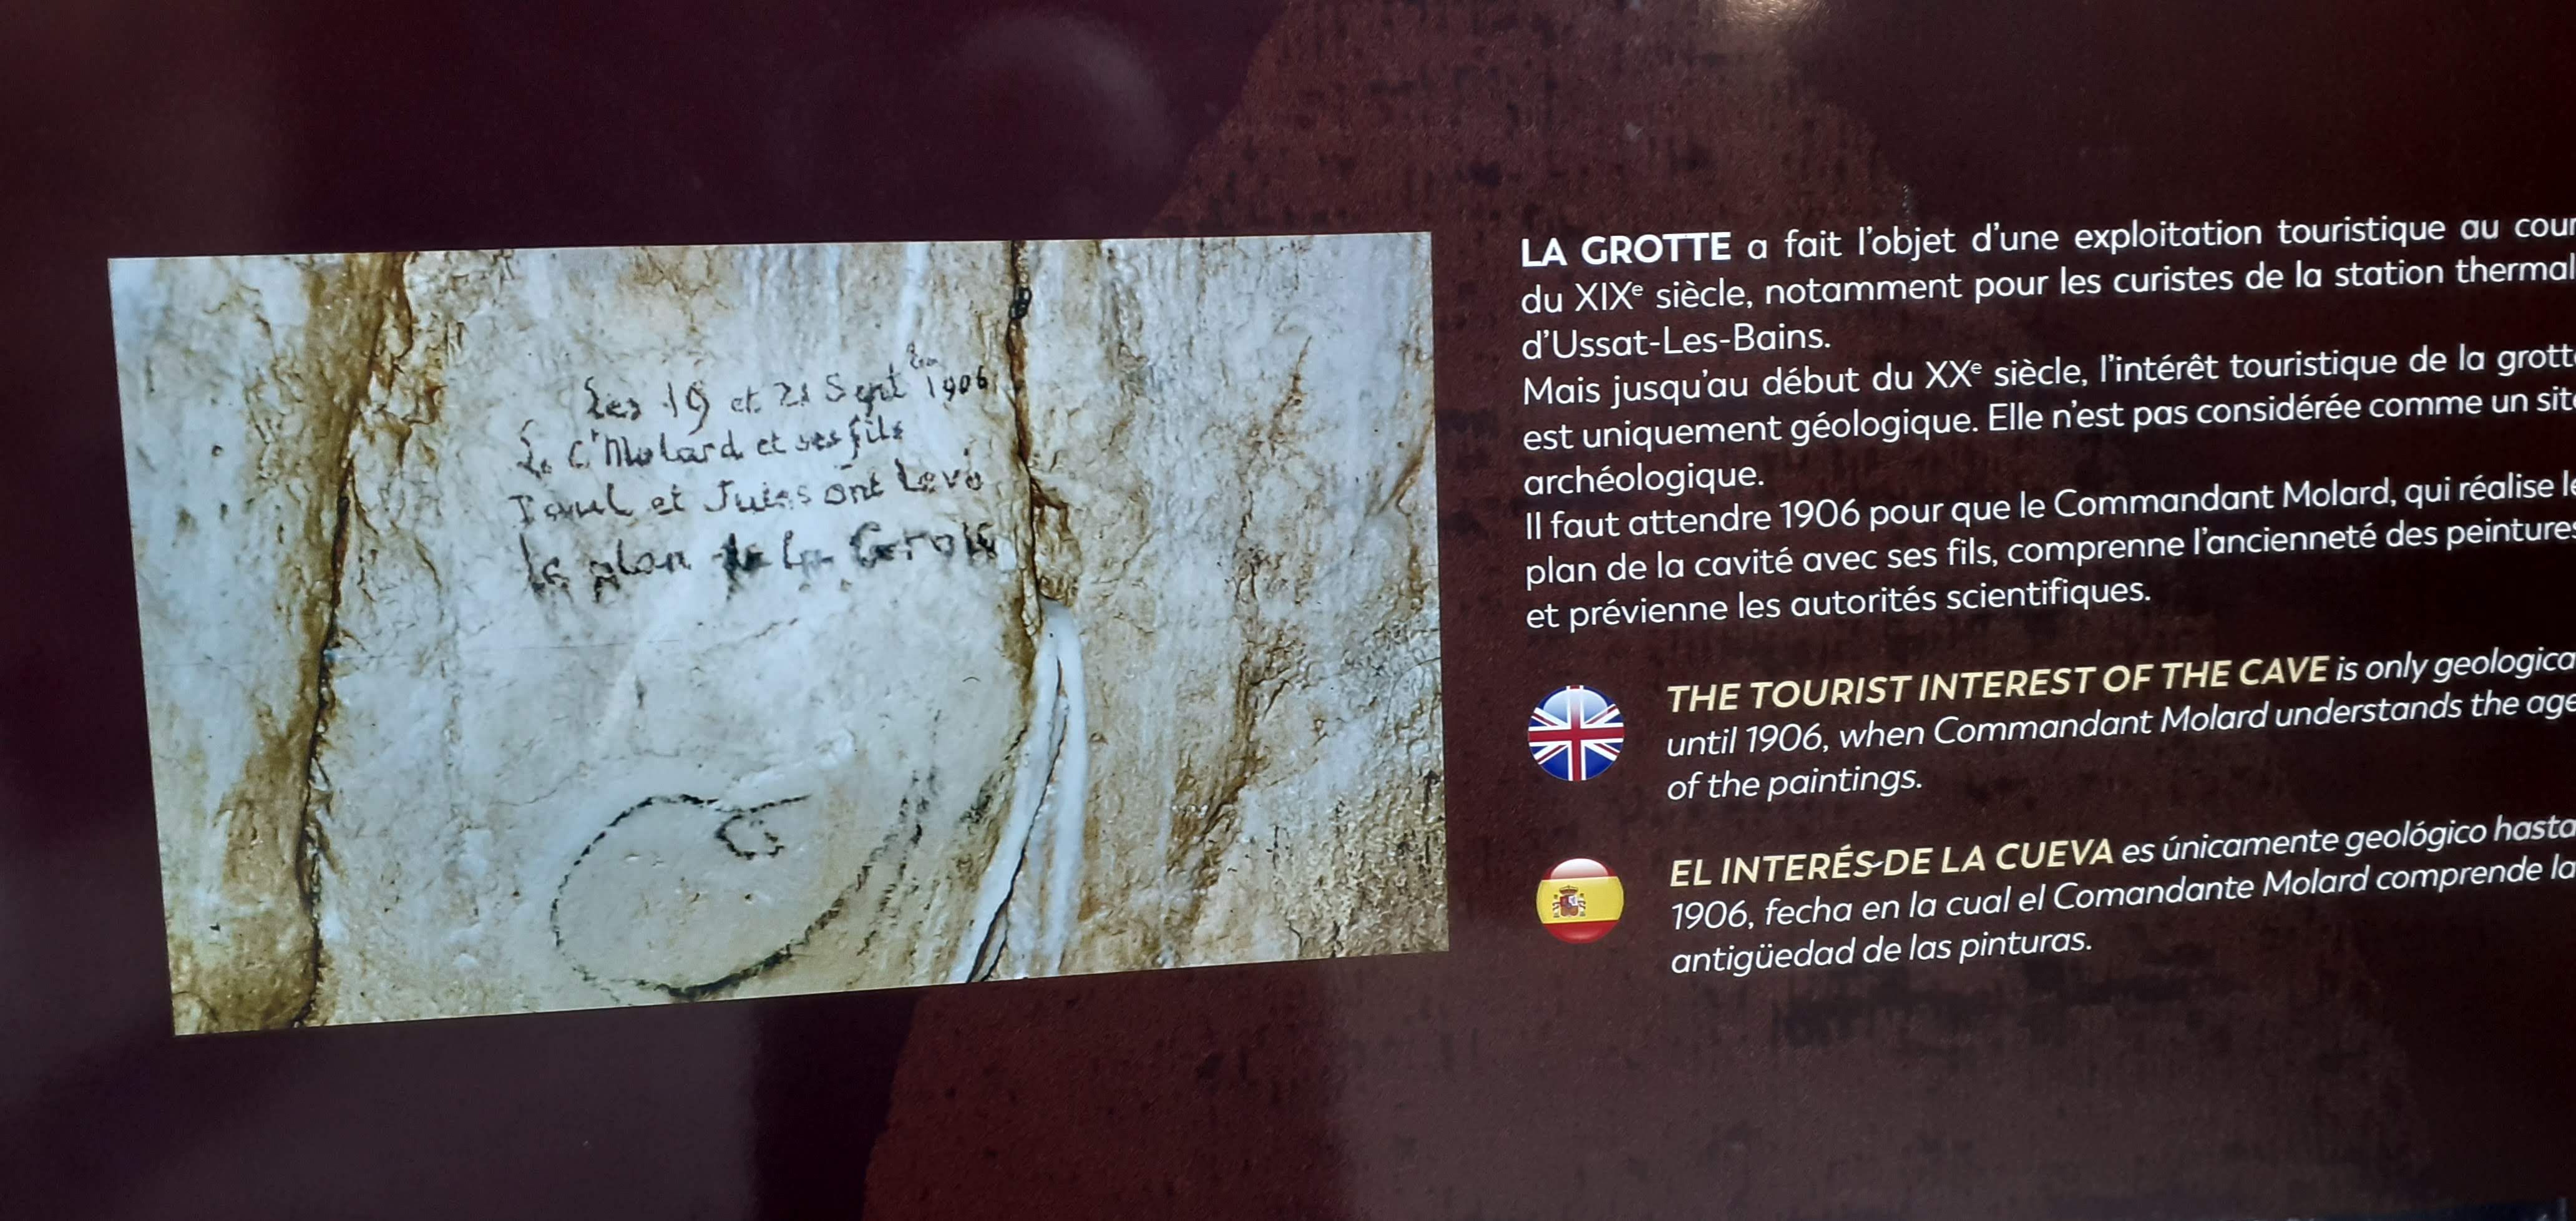 Les 19 et 21 Sept bre 1906
Le Ct Molard et ses fils
Paul et Jules ont Levé
le plan de la Grotte
LA GROTTE a fait l'objet d'une exploitation touristique au cour
du XIXe siècle, notamment pour les curistes de la station thermal
d'Ussat-Les-Bains.
Mais jusqu'au début du XXe siècle, l'intérêt touristique de la grott
est uniquement géologique. Elle n'est pas considérée comme un sit
archéologique.
Il faut attendre 1906 pour que le Commandant Molard, qui réalise le
plan de la cavité avec ses fils, comprenne l'ancienneté des peintures
et prévienne les autorités scientifiques.
THE TOURIST INTEREST OF THE CAVE is only geologica
until 1906, when Commandant Molard understands the age
of the paintings.
EL INTERÉS DE LA CUEVA es únicamente geológico hasta
1906, fecha en la cual el Comandante Molard comprende la
antigüedad de las pinturas.